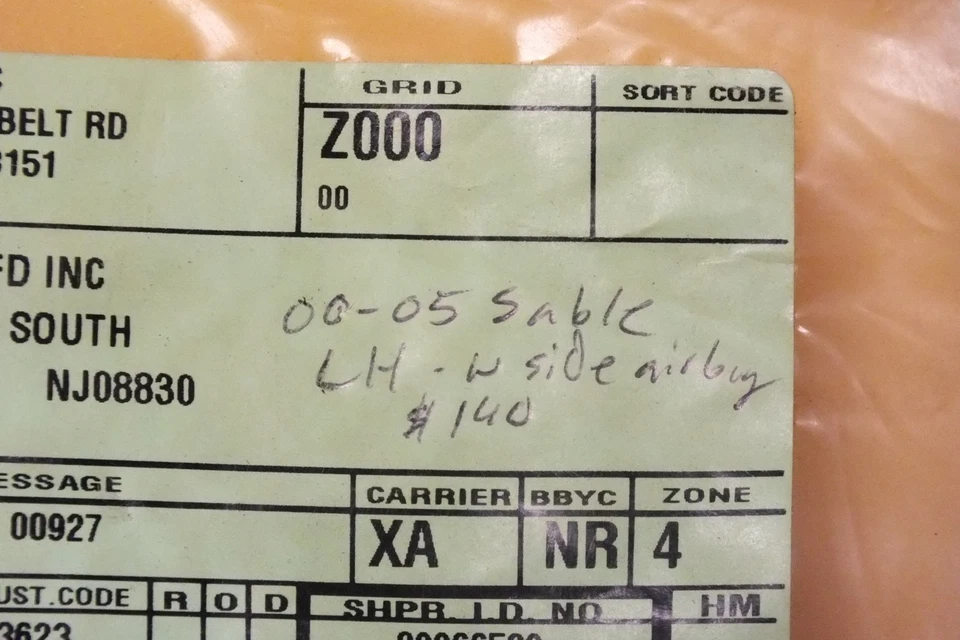 GRID
SORT CODE
BELT RD
Z000
3151
00
FD INC
00-05 Sable
SOUTH
LH - w side airbag
NJ08830
$140
ESSAGE
CARRIER BBYC ZONE
00927
XA NR 4
UST.CODE R O D
SHPR. I.D. NO
HM
3623